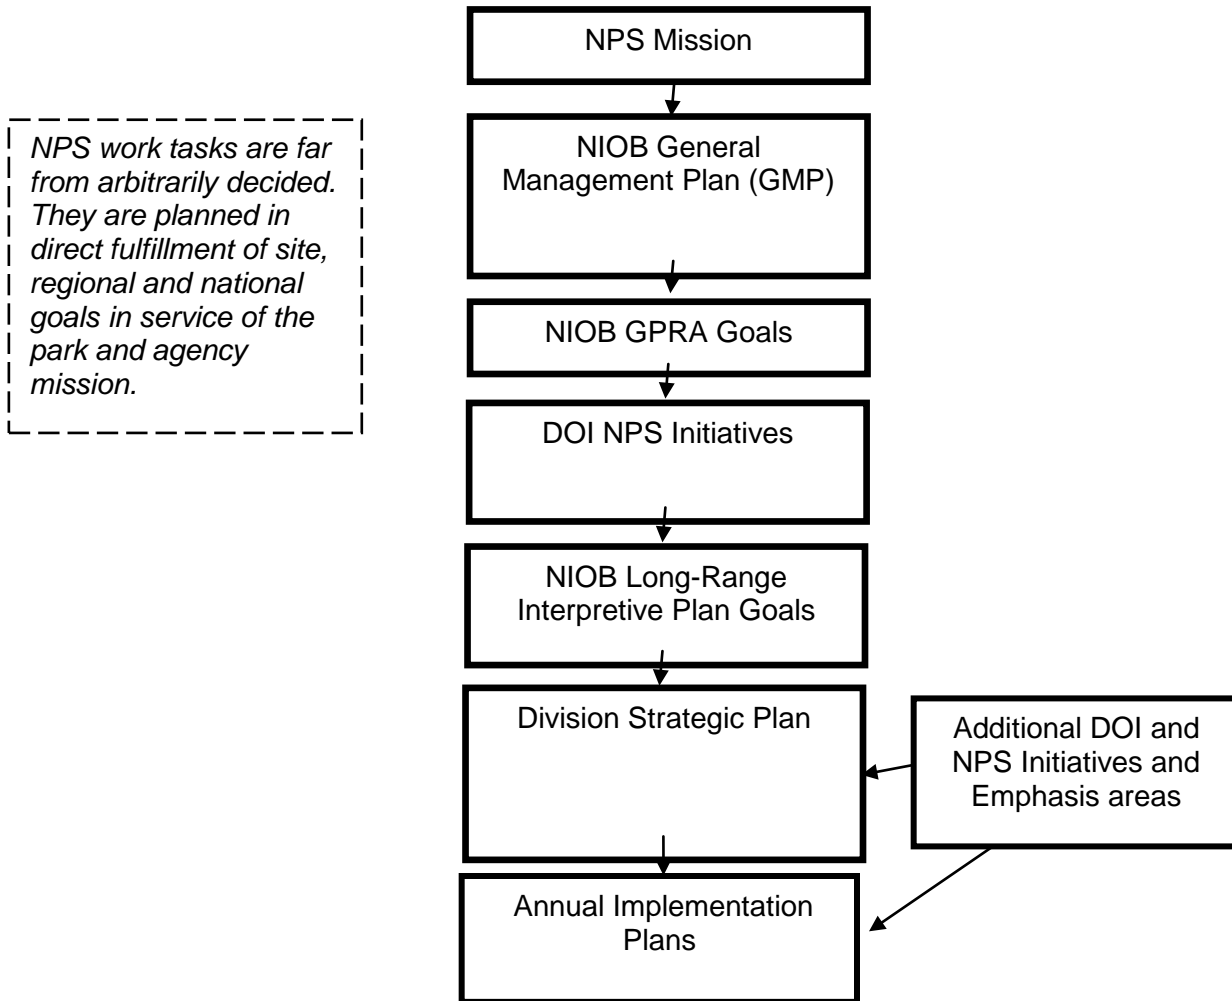 NPS Mission
NPS work tasks are far
from arbitrarily decided.
They are planned in
direct fulfillment of site,
regional and national
goals in service of the
park and agency
mission.
NIOB General
Management Plan (GMP)
NIOB GPRA Goals
DOI NPS Initiatives
NIOB Long-Range
Interpretive Plan Goals
Division Strategic Plan
Additional DOI and
NPS Initiatives and
Emphasis areas
Annual Implementation
Plans